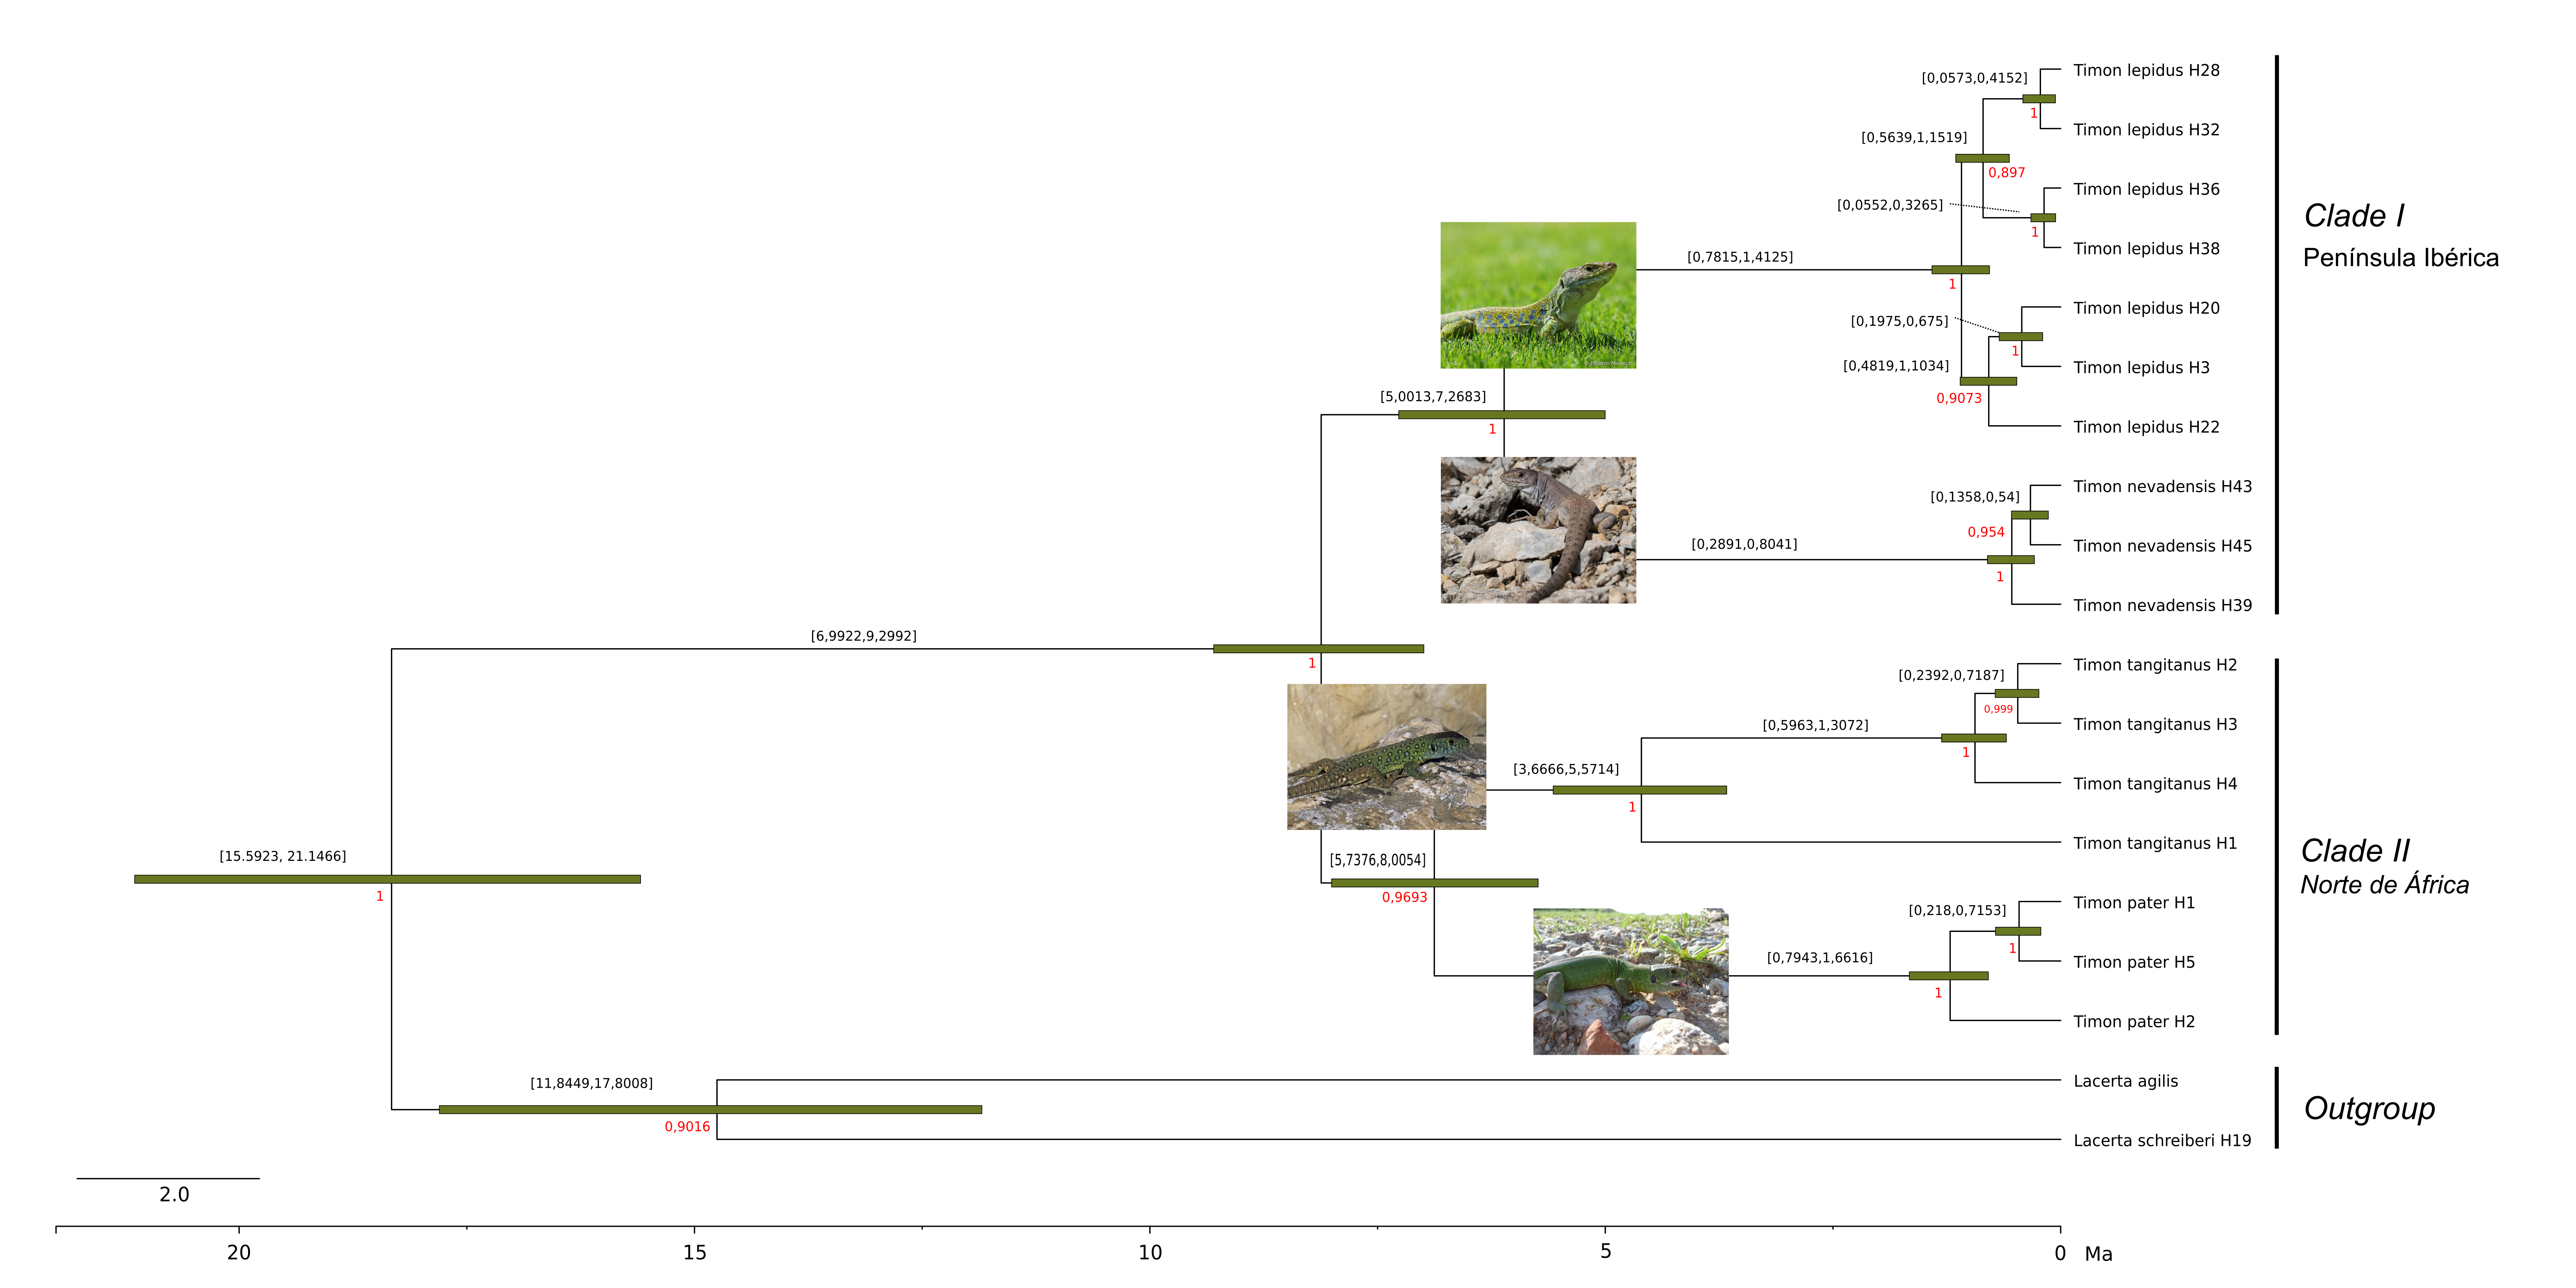 Timon lepidus H28
[0,0573,0,4152]
1
Timon lepidus H32
[0,5639,1,1519]
0,897
Timon lepidus H36
[0,0552,0,3265]
1
Timon lepidus H38
[0,7815,1,4125]
1
Timon lepidus H20
[0,1975,0,675]
1
Timon lepidus H3
[0,4819,1,1034]
0,9073
Timon lepidus H22
[5,0013,7,2683]
1
Timon nevadensis H43
[0,1358,0,54]
0,954
Timon nevadensis H45
[0,2891,0,8041]
1
Timon nevadensis H39
Clade I
Península Ibérica
[6,9922,9,2992]
1
Timon tangitanus H2
[0,2392,0,7187]
0,999
Timon tangitanus H3
[0,5963,1,3072]
1
Timon tangitanus H4
[3,6666,5,5714]
1
Timon tangitanus H1
[15.5923, 21.1466]
1
[5,7376,8,0054]
0,9693
Timon pater H1
[0,218,0,7153]
1
Timon pater H5
[0,7943,1,6616]
1
Timon pater H2
Clade II
Norte de África
Lacerta agilis
[11,8449,17,8008]
0,9016
Lacerta schreiberi H19
Outgroup
2.0
20 15 10 5 0 Ma